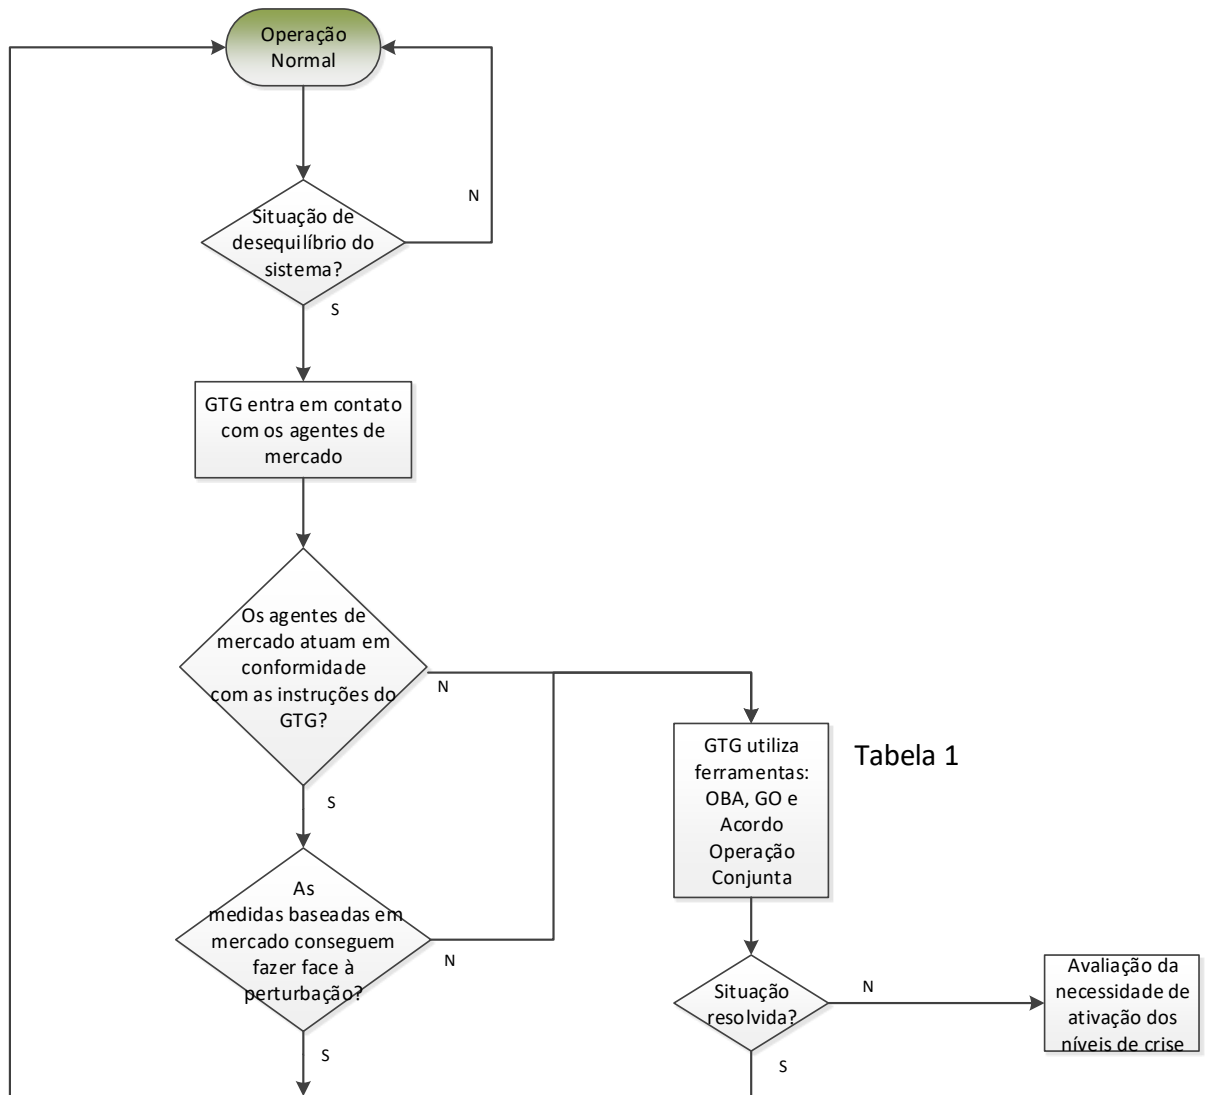 Operação
Normal
N
Situação de
desequilíbrio do
sistema?
S
GTG entra em contato
com os agentes de
mercado
Os agentes de
mercado atuam em
conformidade
com as instruções do
GTG?
N
S
GTG utiliza
ferramentas:
OBA, GO e
Acordo
Operação
Conjunta
Tabela 1
As
medidas baseadas em
mercado conseguem
fazer face à
perturbação?
N
S
Situação
resolvida?
N
S
Avaliação da
necessidade de
ativação dos
níveis de crise